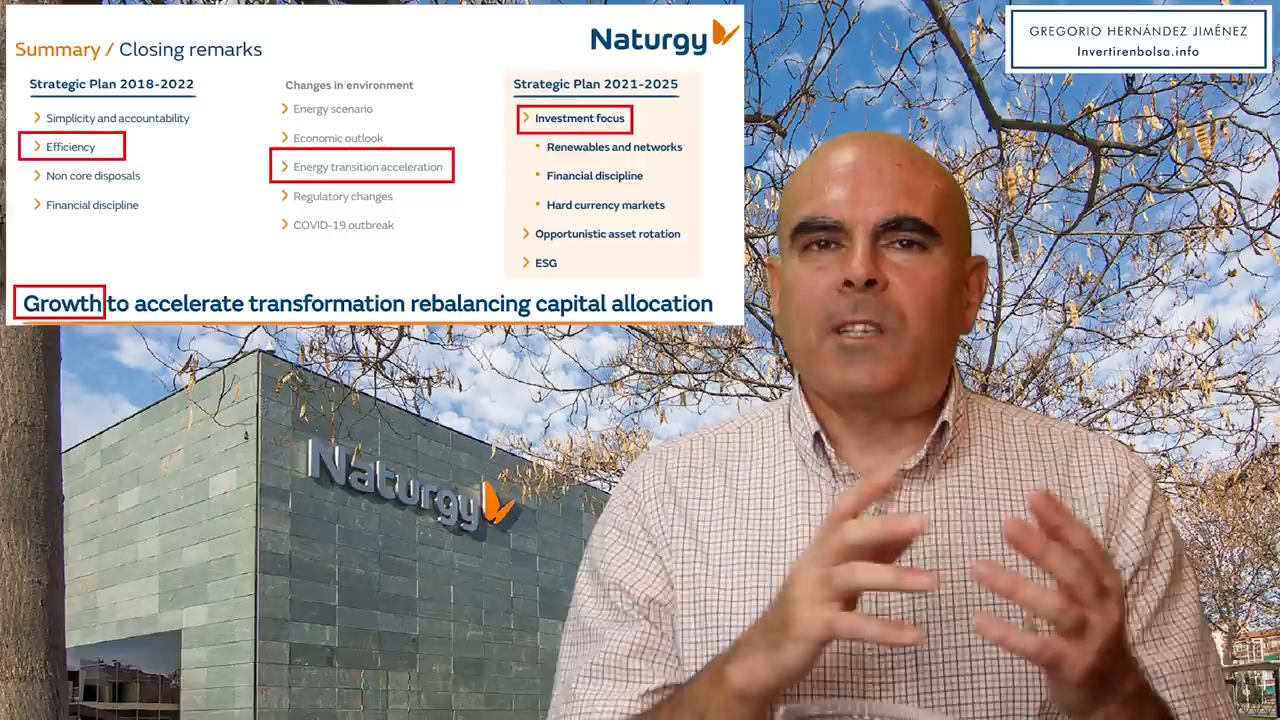 Summary / Closing remarks
Naturgy
Strategic Plan 2018-2022
Simplicity and accountability
Efficiency
Non core disposals
Financial discipline
Changes in environment
Energy scenario
Economic outlook
Energy transition acceleration
Regulatory changes
COVID-19 outbreak
Strategic Plan 2021-2025
Investment focus
Renewables and networks
Financial discipline
Hard currency markets
Opportunistic asset rotation
ESG
Growth to accelerate transformation rebalancing capital allocation
GREGORIO HERNÁNDEZ JIMÉNEZ
Invertirenbolsa.info
Naturgy